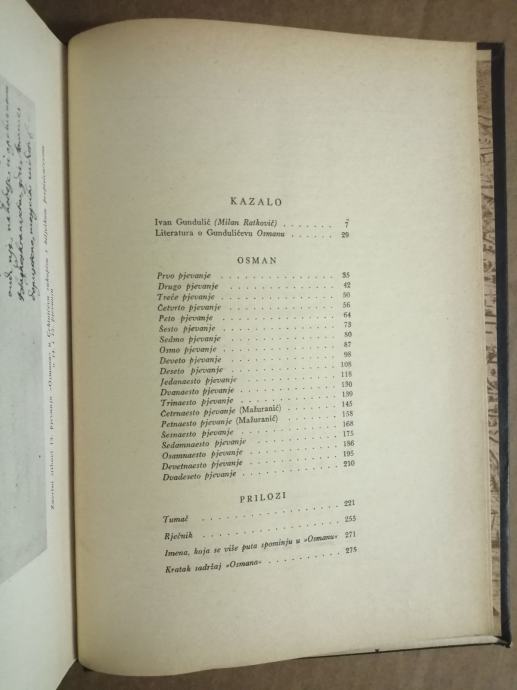 KAZALO
Ivan Gundulić (Milan Ratković) . . . . . . . 7
Literatura o Gundulićevu Osmanu . . . . . . 29
OSMAN
Prvo pjevanje . . . . . . . . . . . 35
Drugo pjevanje . . . . . . . . . . . 42
Treće pjevanje . . . . . . . . . . . 50
Četvrto pjevanje . . . . . . . . . . . 56
Peto pjevanje . . . . . . . . . . . 64
Šesto pjevanje . . . . . . . . . . . 73
Sedmo pjevanje . . . . . . . . . . . 80
Osmo pjevanje . . . . . . . . . . . 87
Deveto pjevanje . . . . . . . . . . . 98
Deseto pjevanje . . . . . . . . . . . 108
Jedanaesto pjevanje . . . . . . . . . . 118
Dvanaesto pjevanje . . . . . . . . . . 130
Trinaesto pjevanje . . . . . . . . . . 139
Četrnaesto pjevanje (Mažuranić) . . . . . . 145
Petnaesto pjevanje (Mažuranić) . . . . . . 158
Šesnaesto pjevanje . . . . . . . . . . 168
Sedamnaesto pjevanje . . . . . . . . . 175
Osamnaesto pjevanje . . . . . . . . . 186
Devetnaesto pjevanje . . . . . . . . . 195
Dvadeseto pjevanje . . . . . . . . . . 210
PRILOZI
Tumač . . . . . . . . . . . . . 221
Rječnik . . . . . . . . . . . . . 255
Imena, koja se više puta spominju u »Osmanu« 271
Kratak sadržaj »Osmana« . . . . . . . . 275